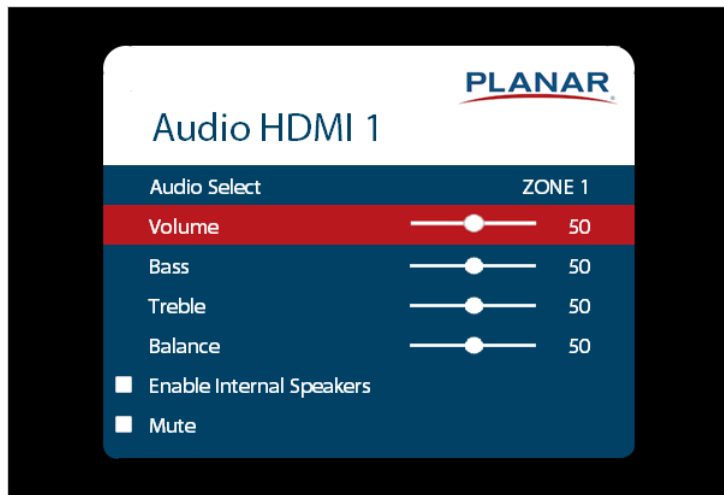 PLANAR
Audio HDMI 1
Audio Select ZONE 1
Volume 50
Bass 50
Treble 50
Balance 50
Enable Internal Speakers
Mute